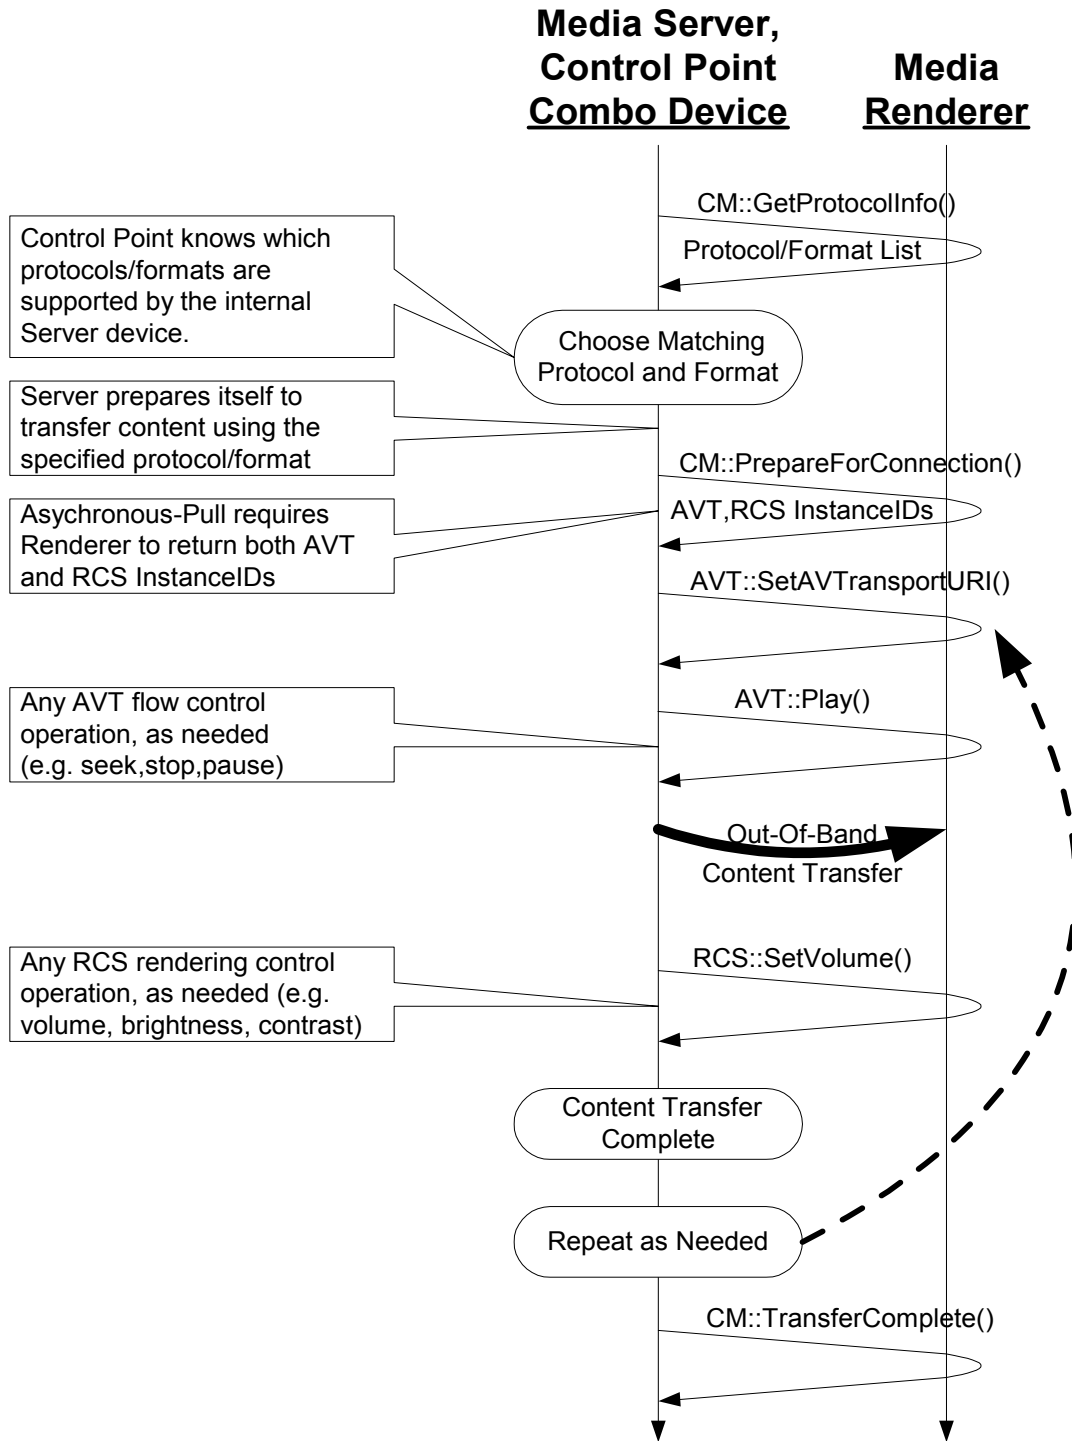 Media Server,
Control Point
Combo Device
Media
Renderer
CM::GetProtocolInfo()
Protocol/Format List
Control Point knows which
protocols/formats are
supported by the internal
Server device.
Choose Matching
Protocol and Format
Server prepares itself to
transfer content using the
specified protocol/format
CM::PrepareForConnection()
AVT,RCS InstanceIDs
Asychronous-Pull requires
Renderer to return both AVT
and RCS InstanceIDs
AVT::SetAVTransportURI()
Any AVT flow control
operation, as needed
(e.g. seek,stop,pause)
AVT::Play()
Out-Of-Band
Content Transfer
Any RCS rendering control
operation, as needed (e.g.
volume, brightness, contrast)
RCS::SetVolume()
Content Transfer
Complete
Repeat as Needed
CM::TransferComplete()